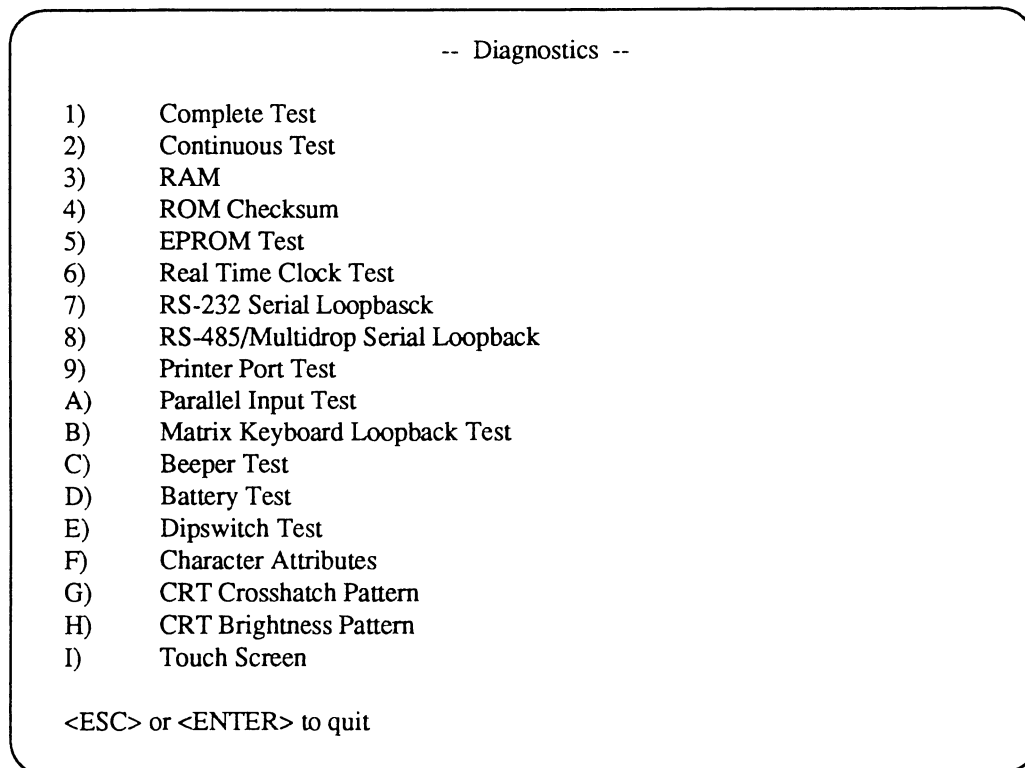 -- Diagnostics --
1) Complete Test
2) Continuous Test
3) RAM
4) ROM Checksum
5) EPROM Test
6) Real Time Clock Test
7) RS-232 Serial Loopbasck
8) RS-485/Multidrop Serial Loopback
9) Printer Port Test
A) Parallel Input Test
B) Matrix Keyboard Loopback Test
C) Beeper Test
D) Battery Test
E) Dipswitch Test
F) Character Attributes
G) CRT Crosshatch Pattern
H) CRT Brightness Pattern
I) Touch Screen
<ESC> or <ENTER> to quit